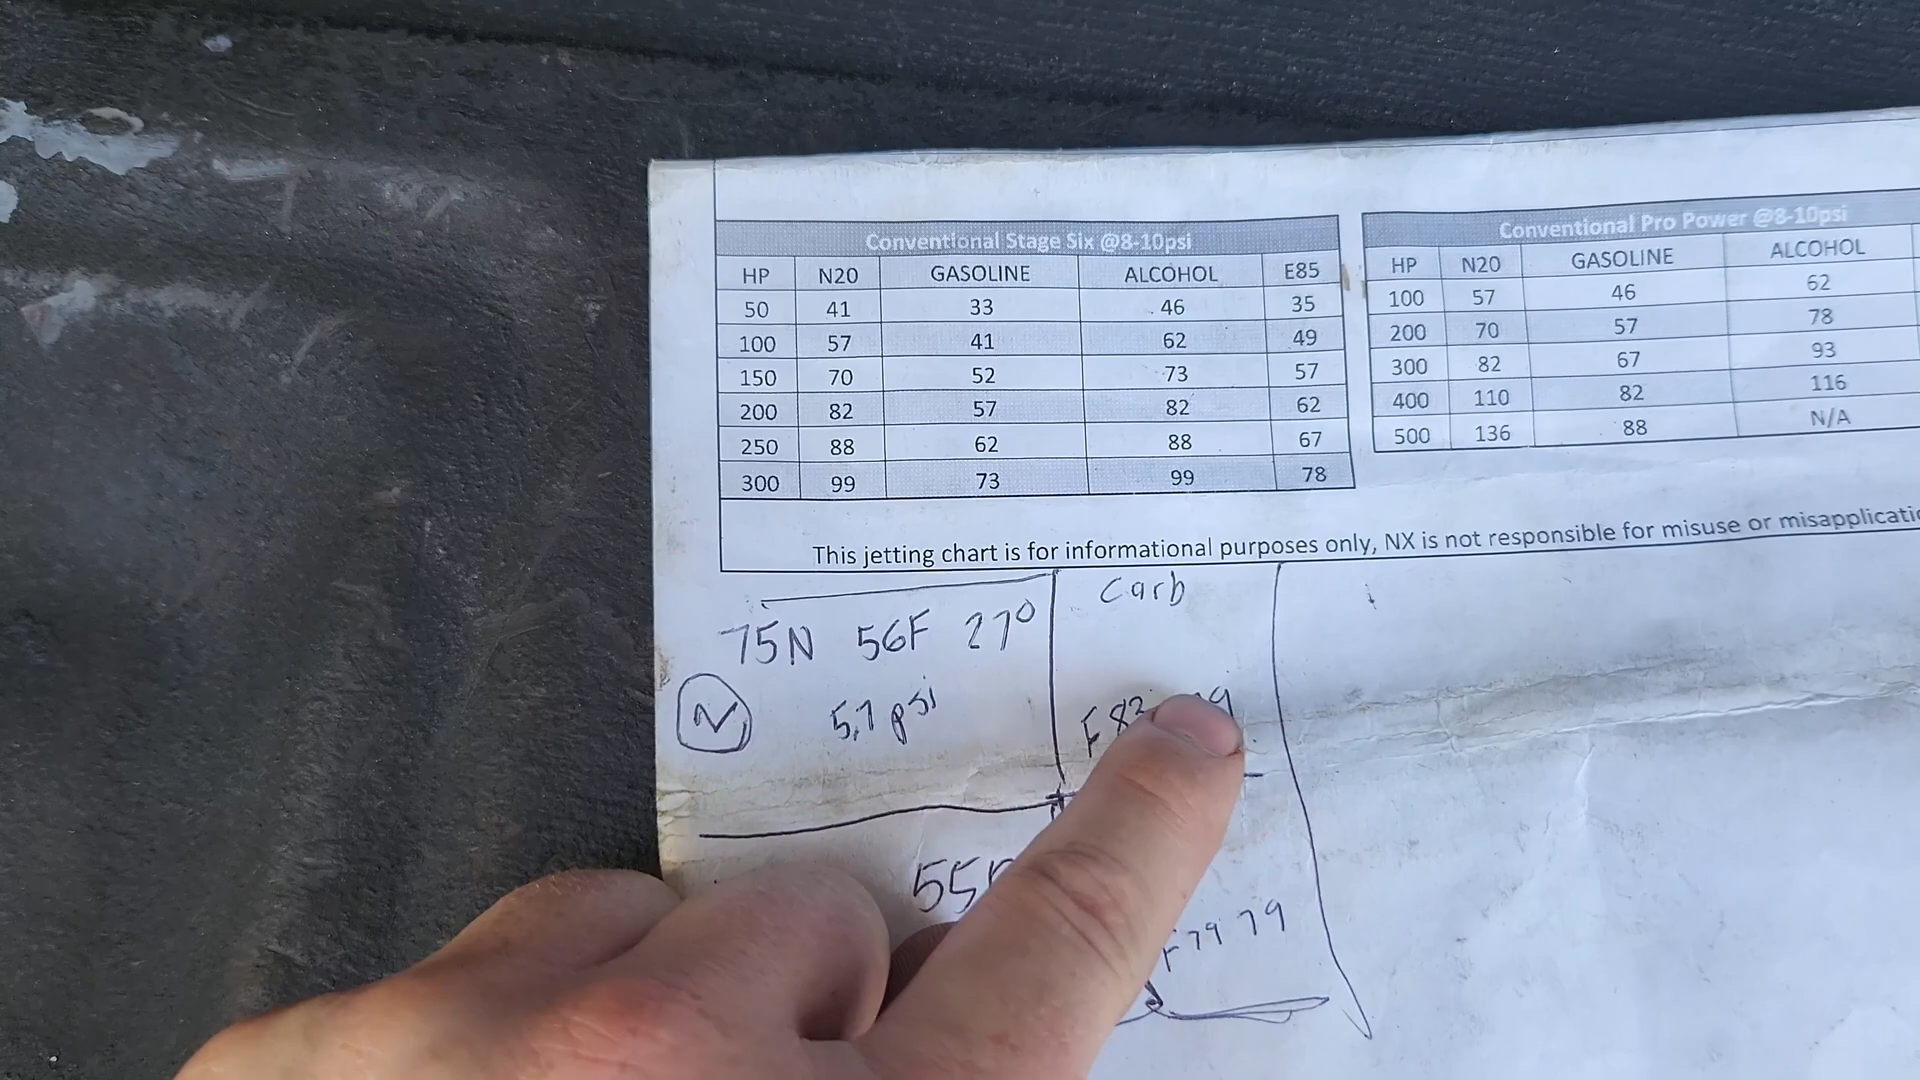 Conventional Stage Six @8-10psi
HP N20 GASOLINE ALCOHOL E85
50 41 33 46 35
100 57 41 62 49
150 70 52 73 57
200 82 57 82 62
250 88 62 88 67
300 99 73 99 78
Conventional Pro Power @8-10psi
HP N20 GASOLINE ALCOHOL
100 57 46 62
200 70 57 78
300 82 67 93
400 110 82 116
500 136 88 N/A
This jetting chart is for informational purposes only, NX is not responsible for misuse or
75N 56F 27°
5,7 psi
Carb
F 82
F 79 79